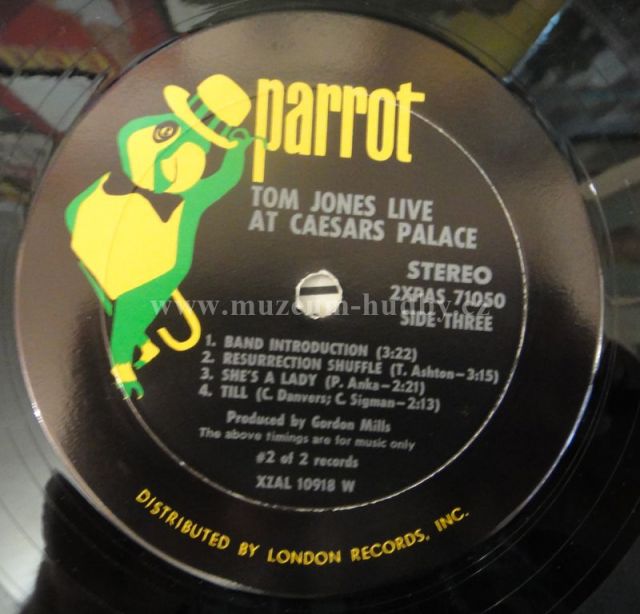 parrot
TOM JONES LIVE
AT CAESARS PALACE
STEREO
2XPAS 71050
SIDE THREE
www.muzeum-hudby.cz
1. BAND INTRODUCTION (3:22)
2. RESURRECTION SHUFFLE (T. Ashton—3:15)
3. SHE'S A LADY (P. Anka—2:21)
4. TILL (C. Danvers; C. Sigman—2:13)
Produced by Gordon Mills
The above timings are for music only
#2 of 2 records
XZAL 10918 W
DISTRIBUTED BY LONDON RECORDS, INC.